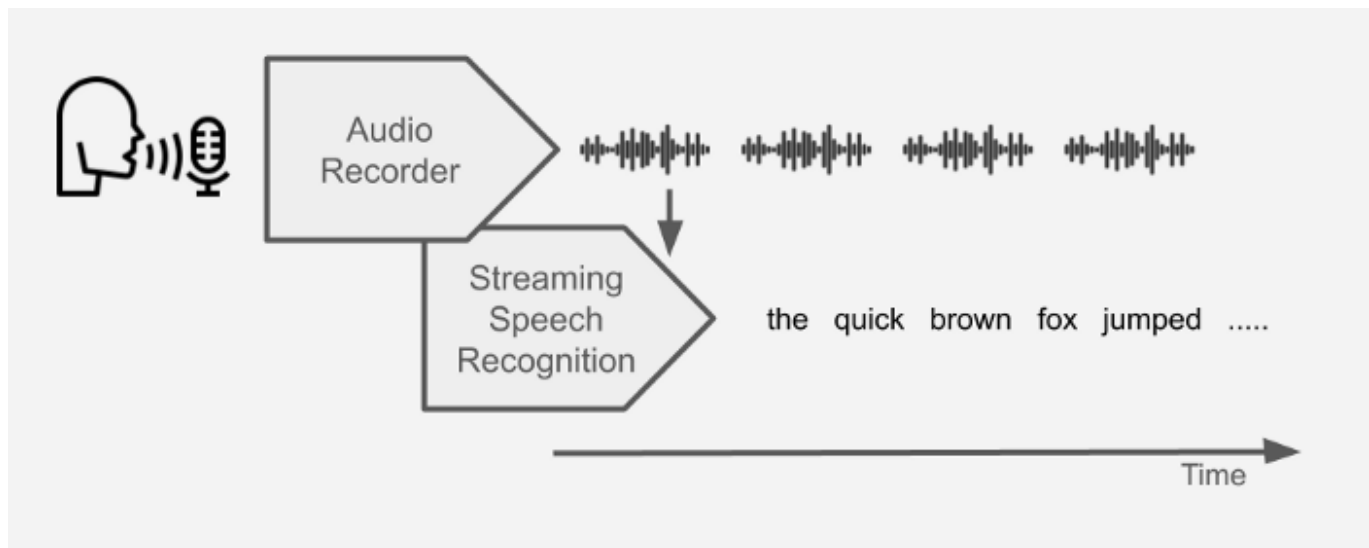 Audio
Recorder
Streaming
Speech
Recognition
the quick brown fox jumped .....
Time